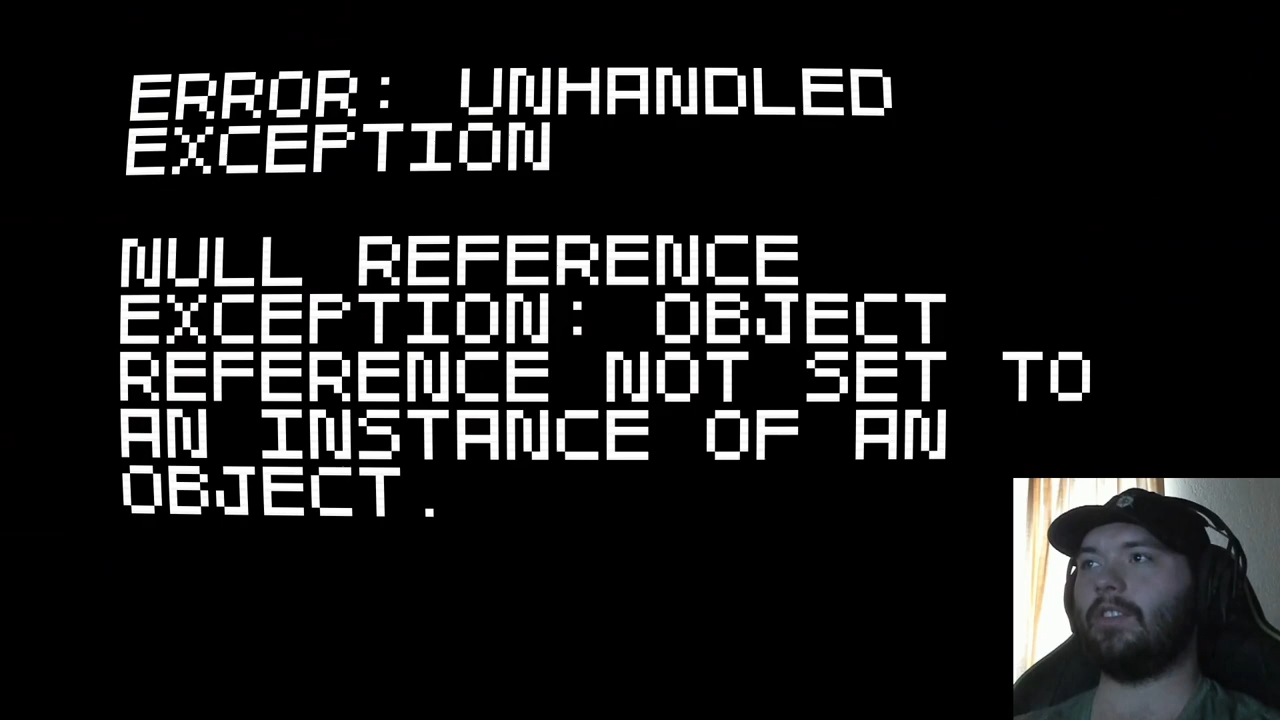 ERROR: UNHANDLED
EXCEPTION
NULL REFERENCE
EXCEPTION: OBJECT
REFERENCE NOT SET TO
AN INSTANCE OF AN
OBJECT.